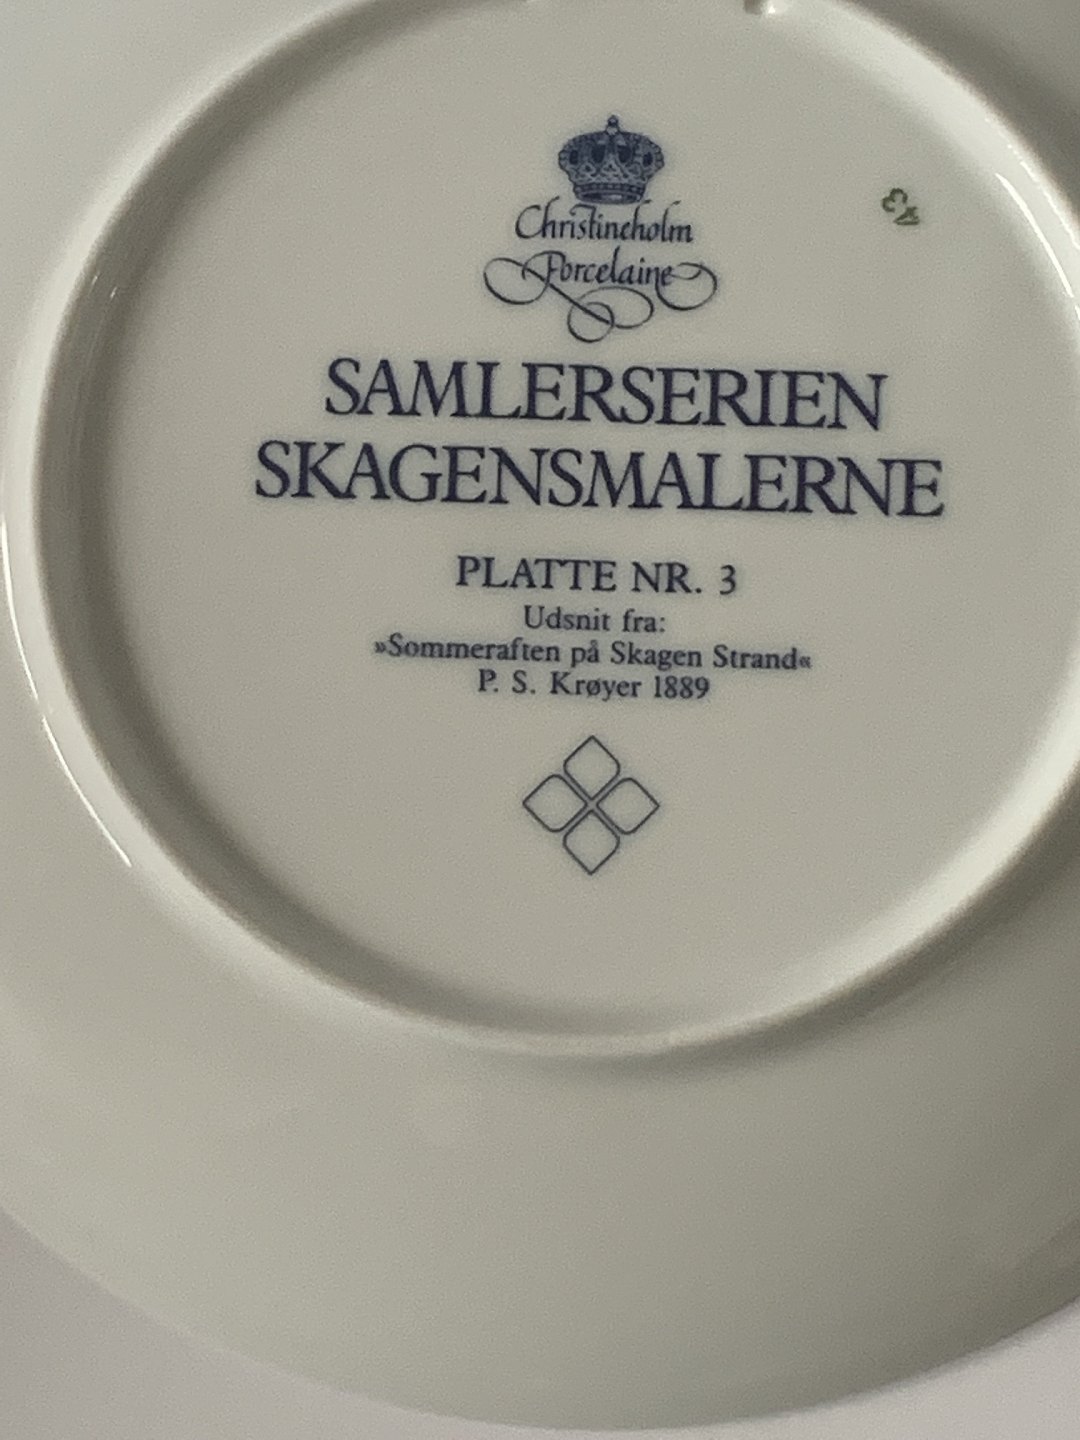 Christineholm
Porcelaine
SAMLERSERIEN
SKAGENSMALERNE
PLATTE NR. 3
Udsnit fra:
»Sommeraften på Skagen Strand«
P. S. Krøyer 1889